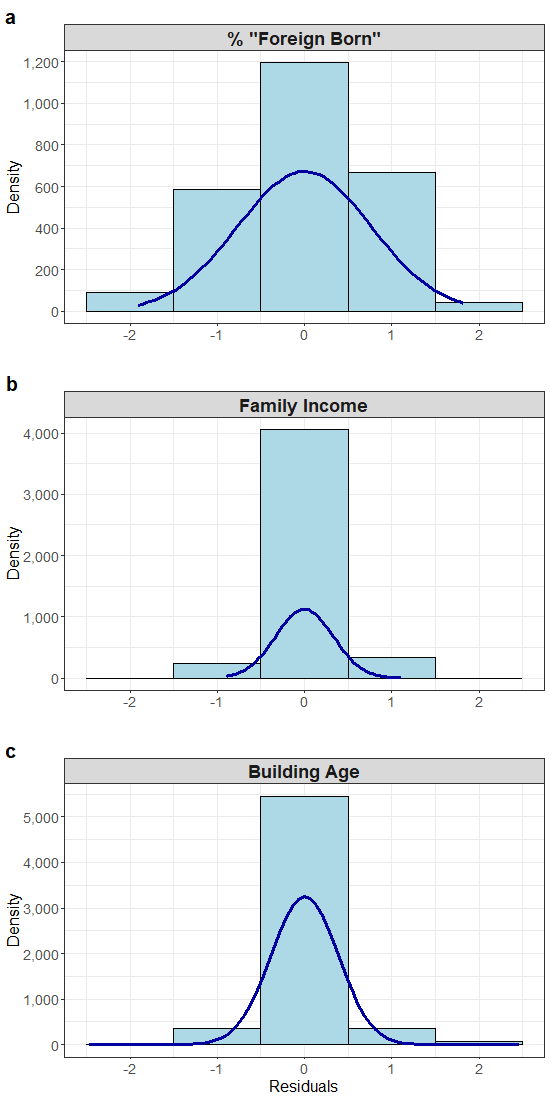 a
% "Foreign Born"
1,200
1,000
800
600
400
200
0
Density
-2 -1 0 1 2
b
Family Income
4,000
3,000
2,000
1,000
0
Density
-2 -1 0 1 2
c
Building Age
5,000
4,000
3,000
2,000
1,000
0
Density
-2 -1 0 1 2
Residuals